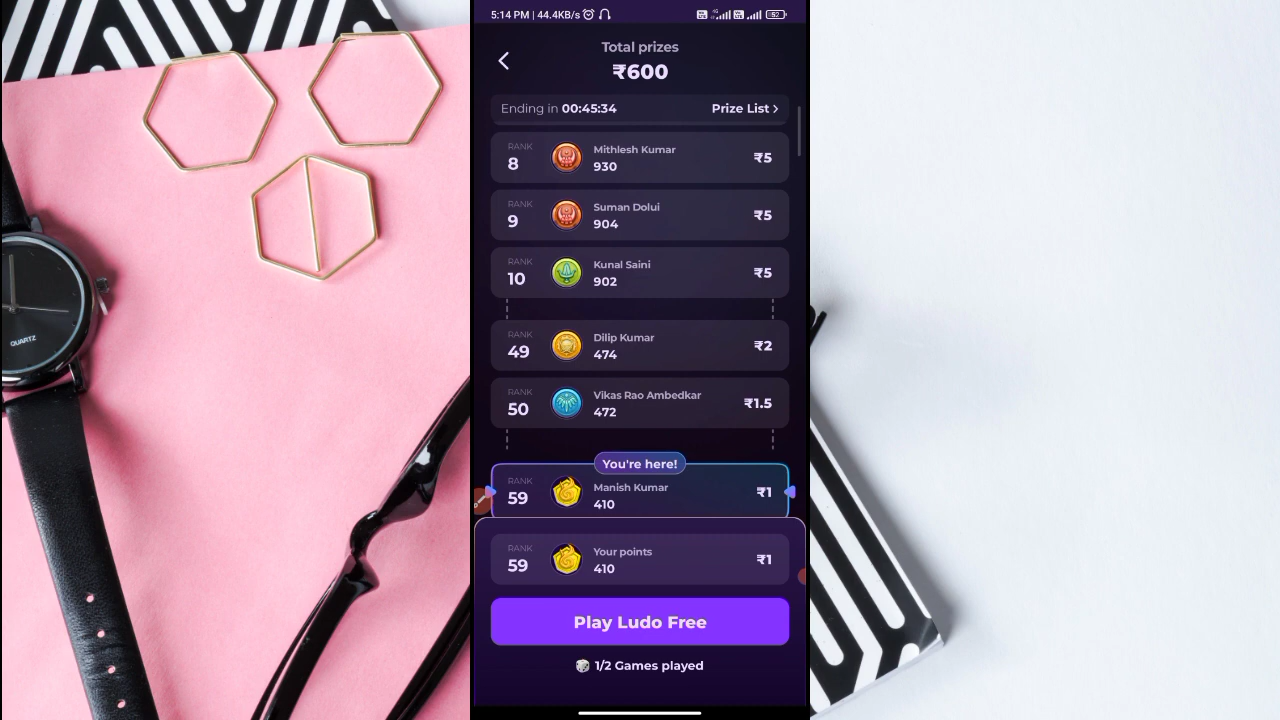 5:14 PM | 44.4KB/s
Total prizes
₹600
Ending in 00:45:34
Prize List >
RANK
8
Mithlesh Kumar
930
₹5
RANK
9
Suman Dolui
904
₹5
RANK
10
Kunal Saini
902
₹5
RANK
49
Dilip Kumar
474
₹2
RANK
50
Vikas Rao Ambedkar
472
₹1.5
You're here!
RANK
59
Manish Kumar
410
₹1
RANK
59
Your points
410
₹1
Play Ludo Free
1/2 Games played
QUARTZ